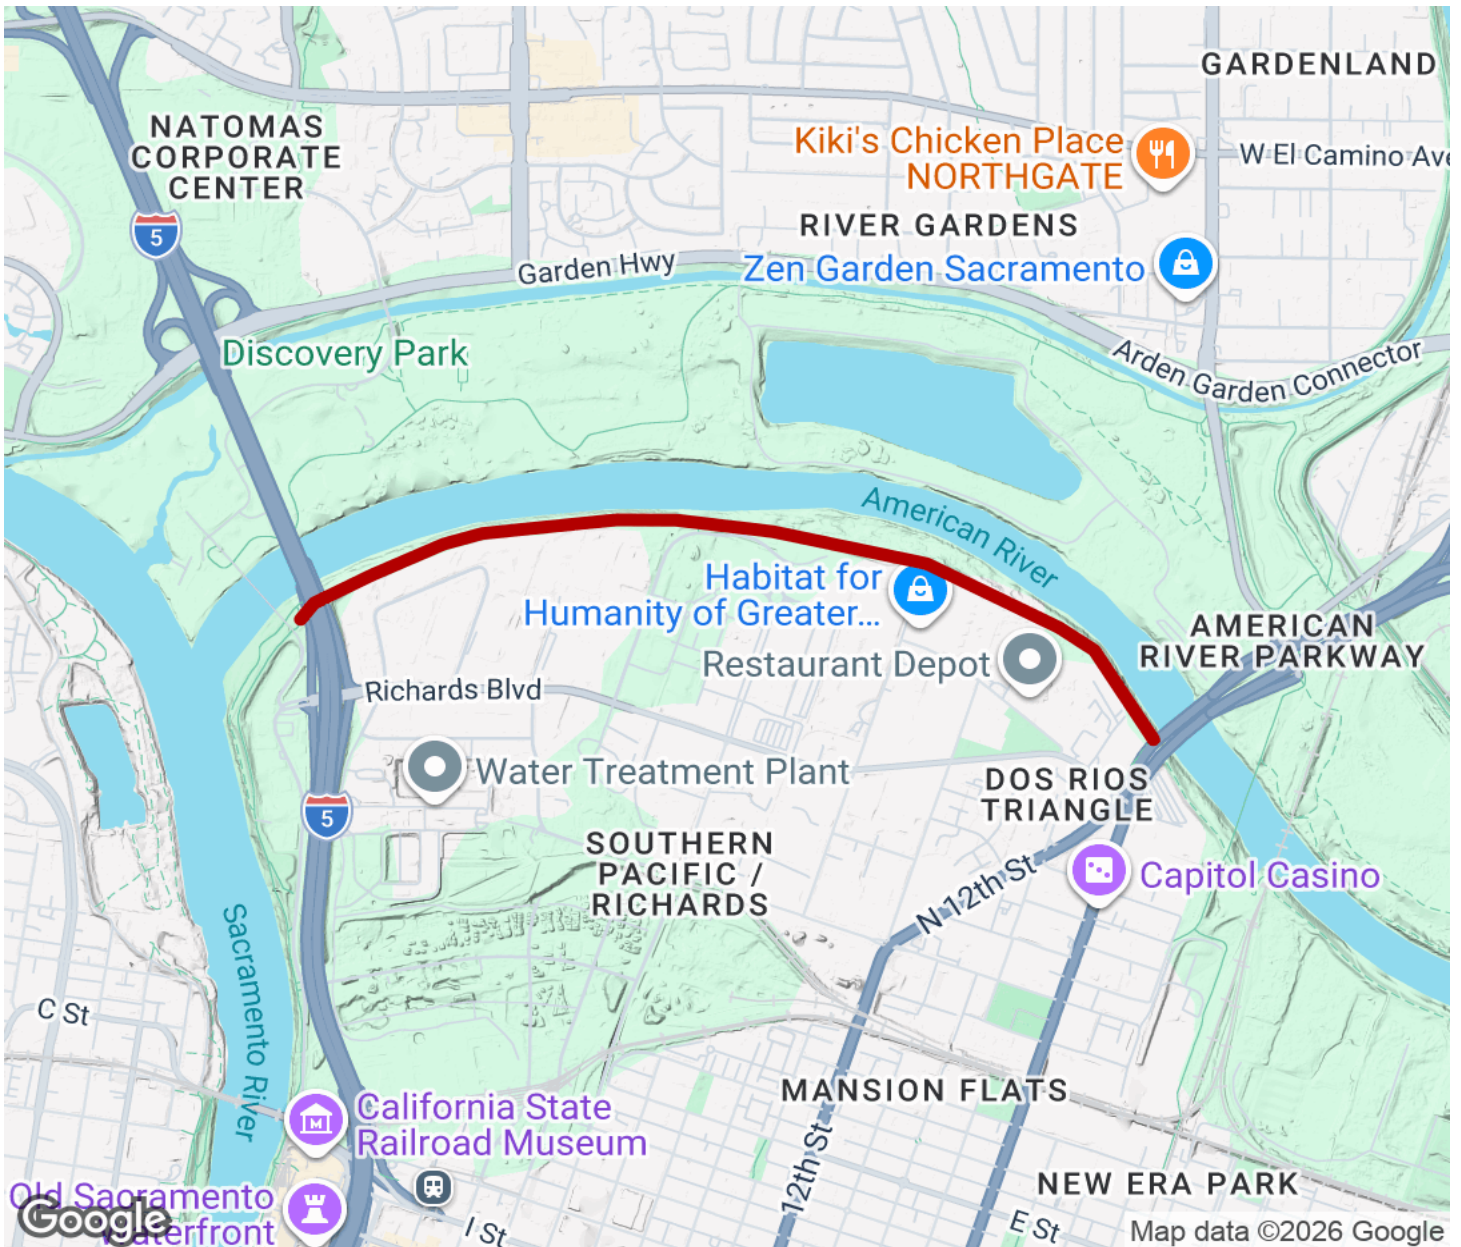 GARDENLAND
NATOMAS
CORPORATE
CENTER
Kiki's Chicken Place
NORTHGATE
W El Camino Ave
RIVER GARDENS
5
Garden Hwy
Zen Garden Sacramento
Discovery Park
Arden Garden Connector
American River
Habitat for
Humanity of Greater...
AMERICAN
RIVER PARKWAY
Restaurant Depot
Richards Blvd
Water Treatment Plant
DOS RIOS
TRIANGLE
5
SOUTHERN
PACIFIC /
RICHARDS
Capitol Casino
N 12th St
Sacramento River
C St
MANSION FLATS
California State
Railroad Museum
12th St
NEW ERA PARK
Old Sacramento
Waterfront
Google
I St
E St
Map data ©2026 Google